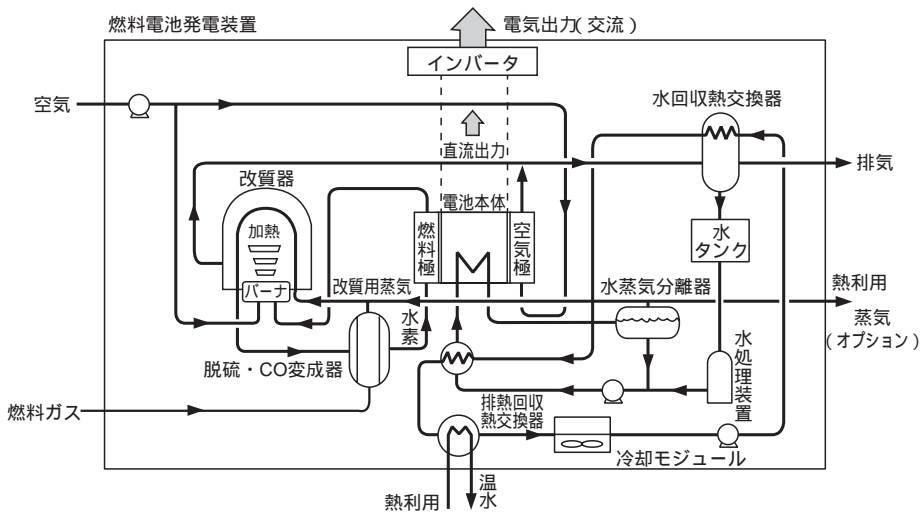 燃料電池発電装置
電気出力(交流)
インバータ
空気
水回収熱交換器
直流出力
排気
改質器
電池本体
加熱
燃料極
空気極
水
タンク
バーナ
改質用蒸気
水蒸気分離器
熱利用
水素
蒸気
(オプション)
脱硫・CO変成器
水処理装置
燃料ガス
排熱回収
熱交換器
冷却モジュール
熱利用
温水